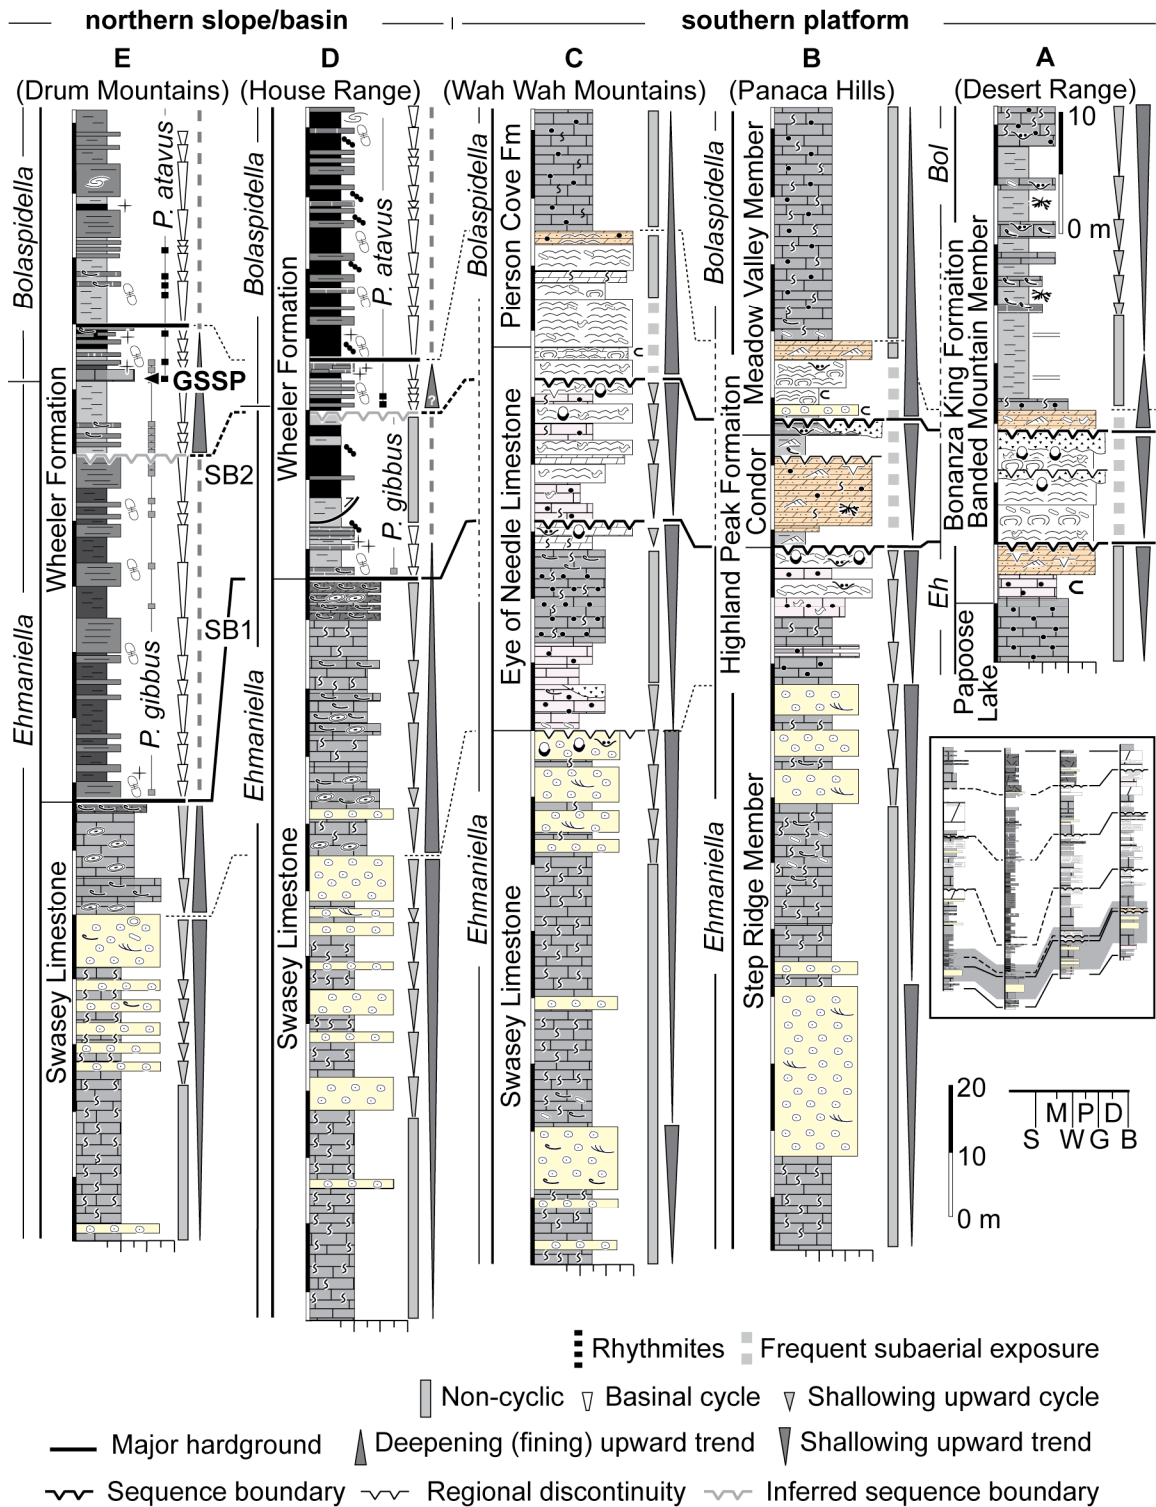 northern slope/basin
southern platform
E
D
C
B
A
(Drum Mountains)
(House Range)
(Wah Wah Mountains)
(Panaca Hills)
(Desert Range)
Bolaspidella
Ehmaniella
Wheeler Formation
Swasey Limestone
P. atavus
P. gibbus
GSSP
SB2
SB1
Bolaspidella
Ehmaniella
Wheeler Formation
Swasey Limestone
P. atavus
P. gibbus
?
Bolaspidella
Ehmaniella
Pierson Cove Fm
Eye of Needle Limestone
Swasey Limestone
Bolaspidella
Ehmaniella
Highland Peak Formaiton
Meadow Valley Member
Condor
Step Ridge Member
Bol
Eh
Bonanza King Formaiton
Banded Mountain Member
Papoose
Lake
10
0 m
20
10
0 m
M P D
S W G B
Rhythmites
Frequent subaerial exposure
Non-cyclic
Basinal cycle
Shallowing upward cycle
Major hardground
Deepening (fining) upward trend
Shallowing upward trend
Sequence boundary
Regional discontinuity
Inferred sequence boundary